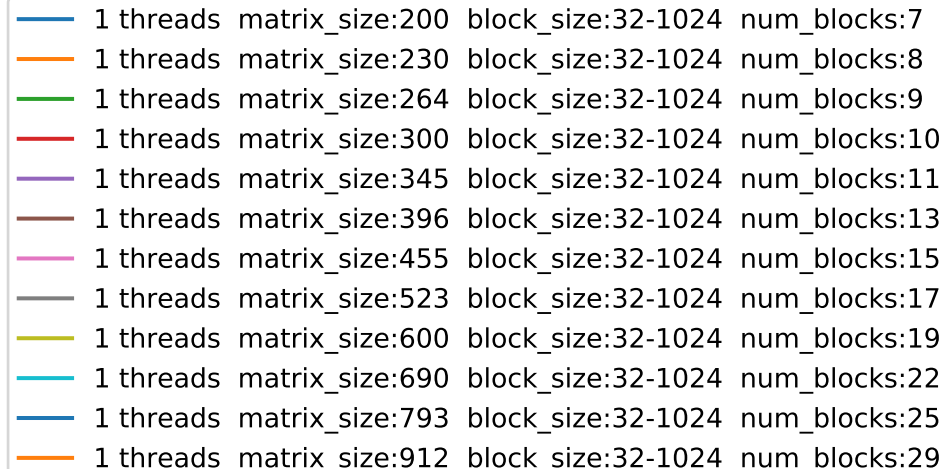 1 threads matrix_size:200 block_size:32-1024 num_blocks:7
1 threads matrix_size:230 block_size:32-1024 num_blocks:8
1 threads matrix_size:264 block_size:32-1024 num_blocks:9
1 threads matrix_size:300 block_size:32-1024 num_blocks:10
1 threads matrix_size:345 block_size:32-1024 num_blocks:11
1 threads matrix_size:396 block_size:32-1024 num_blocks:13
1 threads matrix_size:455 block_size:32-1024 num_blocks:15
1 threads matrix_size:523 block_size:32-1024 num_blocks:17
1 threads matrix_size:600 block_size:32-1024 num_blocks:19
1 threads matrix_size:690 block_size:32-1024 num_blocks:22
1 threads matrix_size:793 block_size:32-1024 num_blocks:25
1 threads matrix_size:912 block_size:32-1024 num_blocks:29